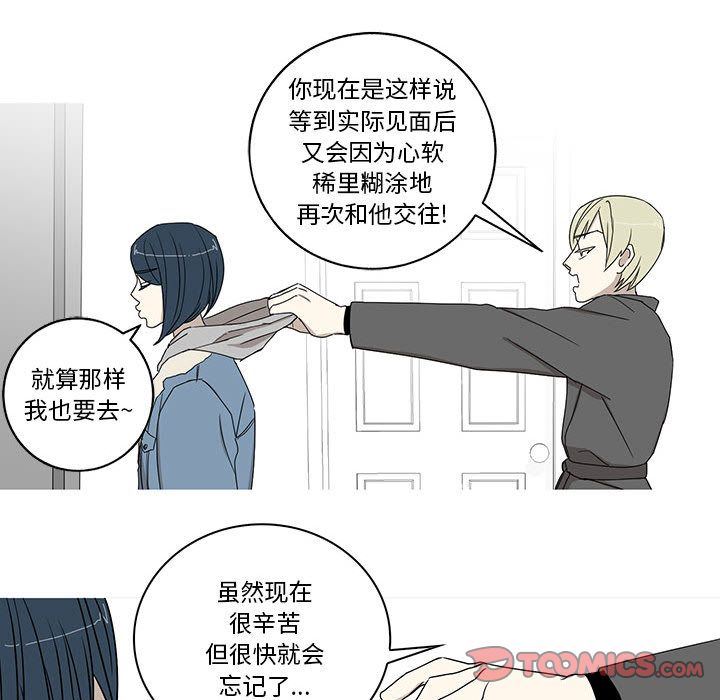 你现在是这样说
等到实际见面后
又会因为心软
稀里糊涂地
再次和他交往!
就算那样
我也要去~
虽然现在
很辛苦
但很快就会
忘记了...
TOOMICS.COM